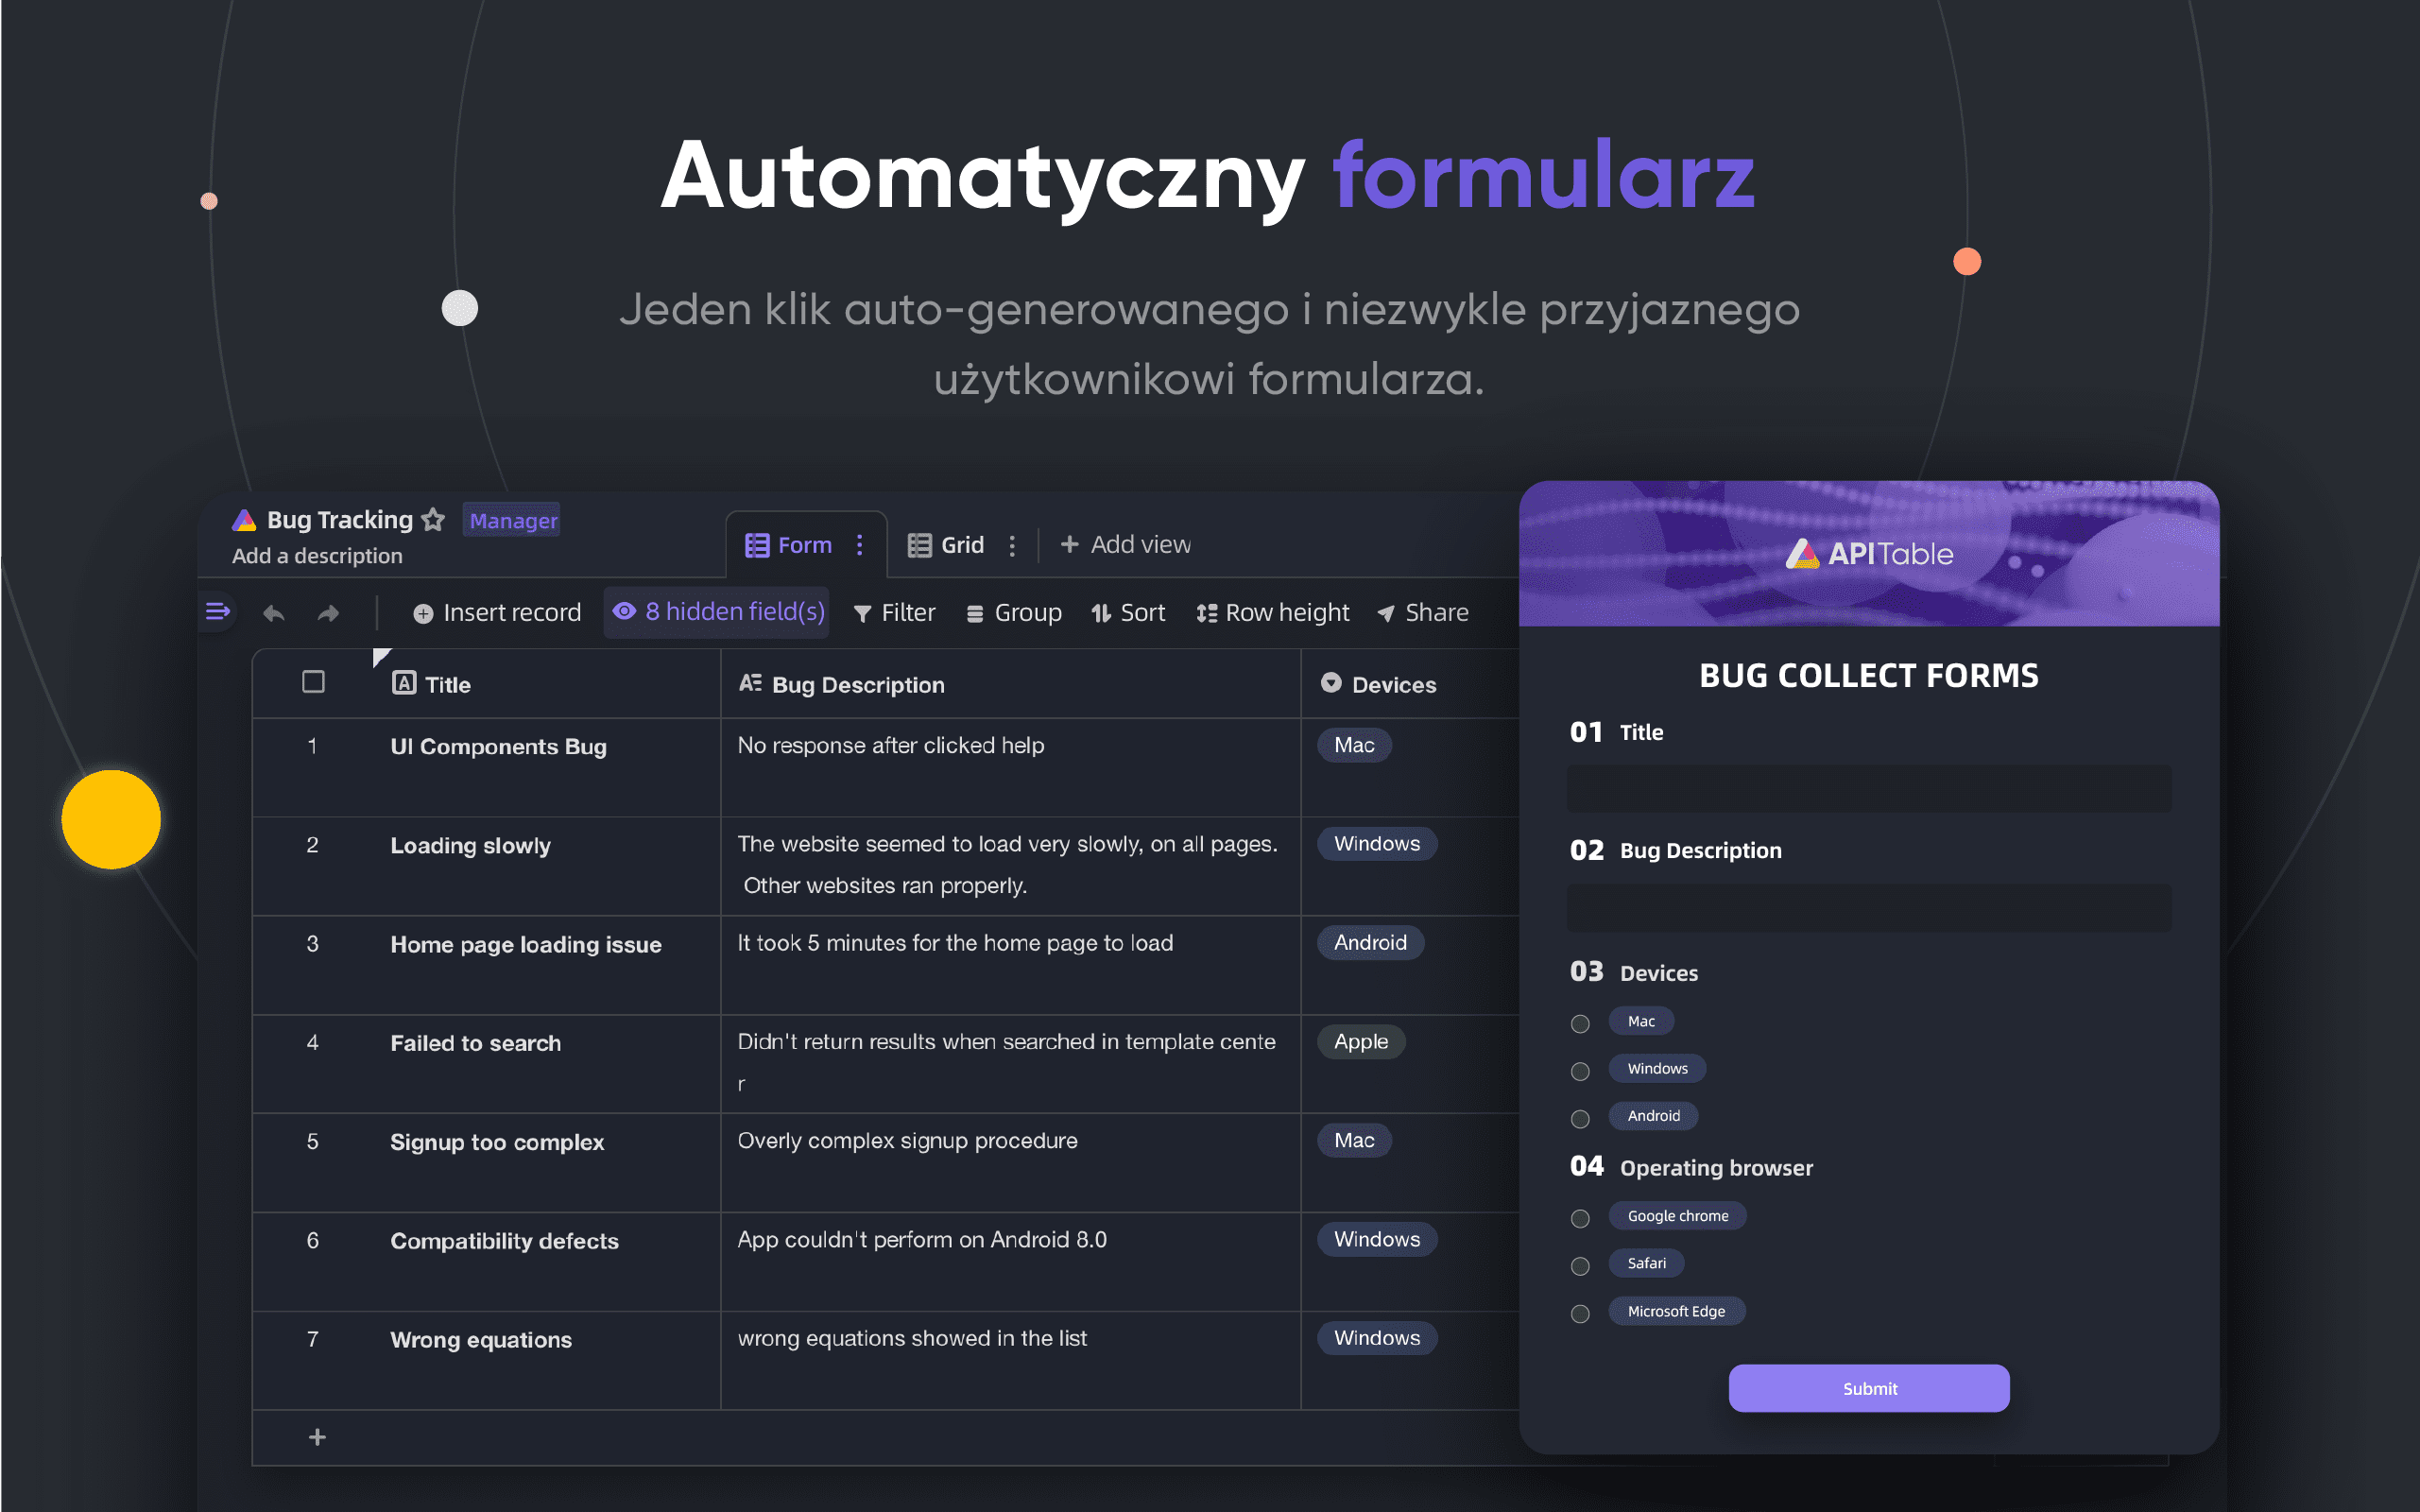 Automatyczny formularz
Jeden klik auto-generowanego i niezwykle przyjaznego
użytkownikowi formularza.
Bug Tracking
Manager
Add a description
Form
Grid
Add view
Insert record
8 hidden field(s)
Filter
Group
Sort
Row height
Share
Title
Bug Description
Devices
1
UI Components Bug
No response after clicked help
Mac
2
Loading slowly
The website seemed to load very slowly, on all pages.
Other websites ran properly.
Windows
3
Home page loading issue
It took 5 minutes for the home page to load
Android
4
Failed to search
Didn't return results when searched in template cente
r
Apple
5
Signup too complex
Overly complex signup procedure
Mac
6
Compatibility defects
App couldn't perform on Android 8.0
Windows
7
Wrong equations
wrong equations showed in the list
Windows
APITable
BUG COLLECT FORMS
01 Title
02 Bug Description
03 Devices
Mac
Windows
Android
04 Operating browser
Google chrome
Safari
Microsoft Edge
Submit